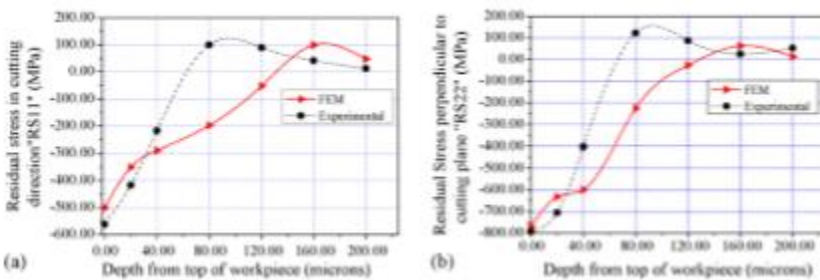 200.00
100.00
0.00
-100.00
-200.00
-300.00
-400.00
-500.00
-600.00
Residual stress in cutting
direction"RS11" (MPa)
FEM
Experimental
0.00 40.00 80.00 120.00 160.00 200.00
(a) Depth from top of workpiece (microns)
200.00
100.00
0.00
-100.00
-200.00
-300.00
-400.00
-500.00
-600.00
-700.00
-800.00
Residual Stress perpendicular to
cutting plane "RS22" (MPa)
FEM
Experimental
0.00 40.00 80.00 120.00 160.00 200.00
(b) Depth from top of workpiece (microns)